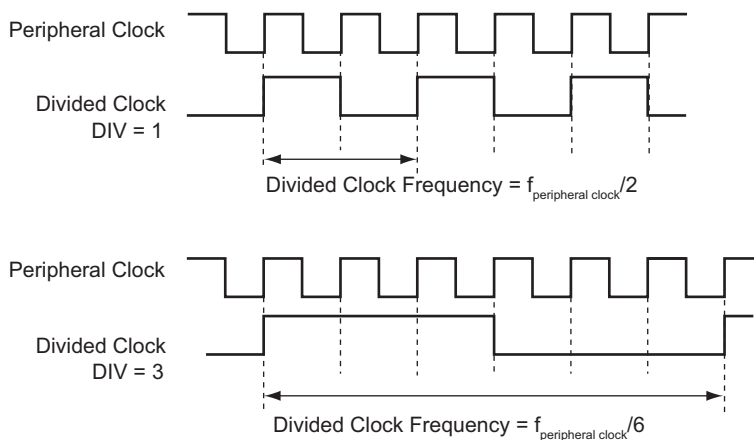 Peripheral Clock
Divided Clock
DIV = 1
Divided Clock Frequency = fperipheral clock/2
Peripheral Clock
Divided Clock
DIV = 3
Divided Clock Frequency = fperipheral clock/6